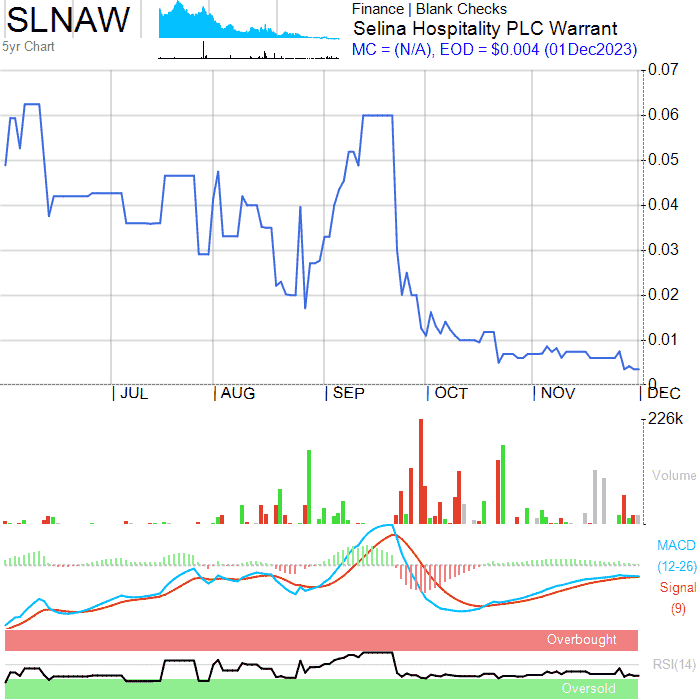 SLNAW
5yr Chart
Finance | Blank Checks
Selina Hospitality PLC Warrant
MC = (N/A), EOD = $0.004 (01Dec2023)
0.07
0.06
0.05
0.04
0.03
0.02
0.01
0
JUL AUG SEP OCT NOV DEC
226k
Volume
MACD
(12-26)
Signal
(9)
Overbought
RSI(14)
Oversold